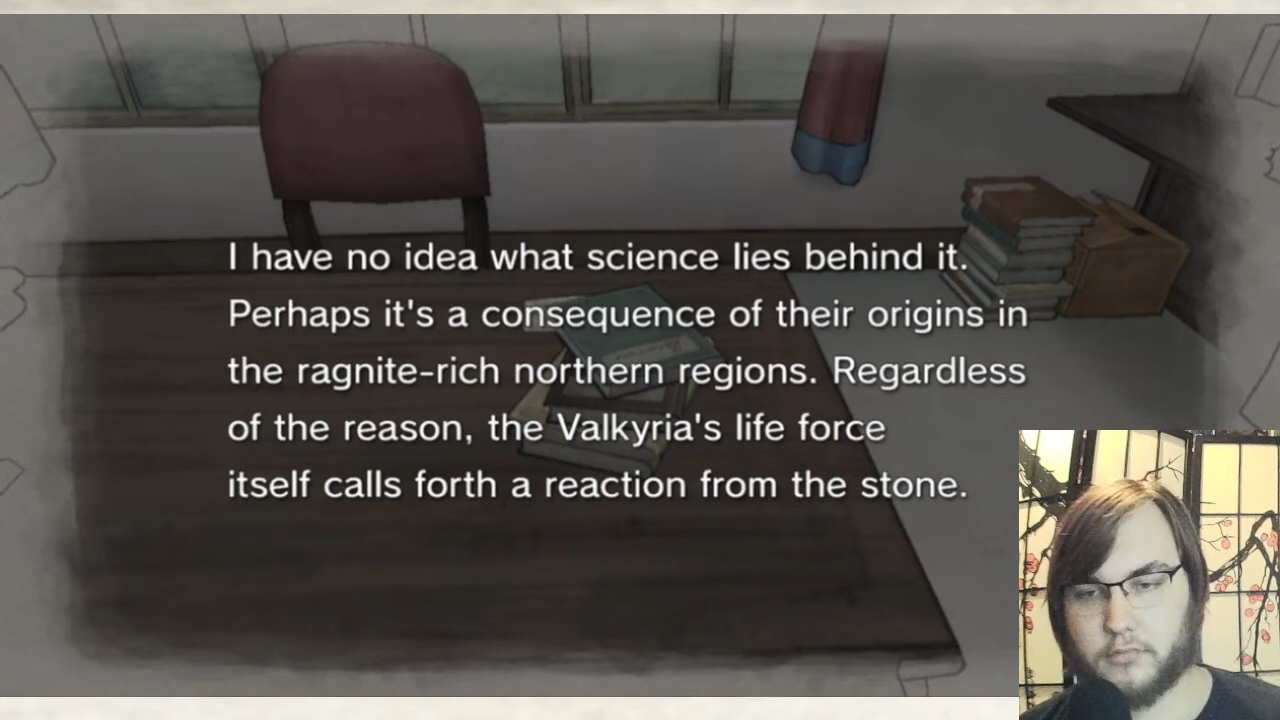 I have no idea what science lies behind it.
Perhaps it's a consequence of their origins in
the ragnite-rich northern regions. Regardless
of the reason, the Valkyria's life force
itself calls forth a reaction from the stone.